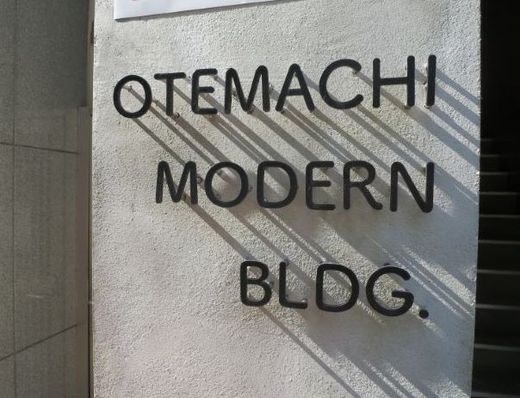 OTEMACHI
MODERN
BLDG.